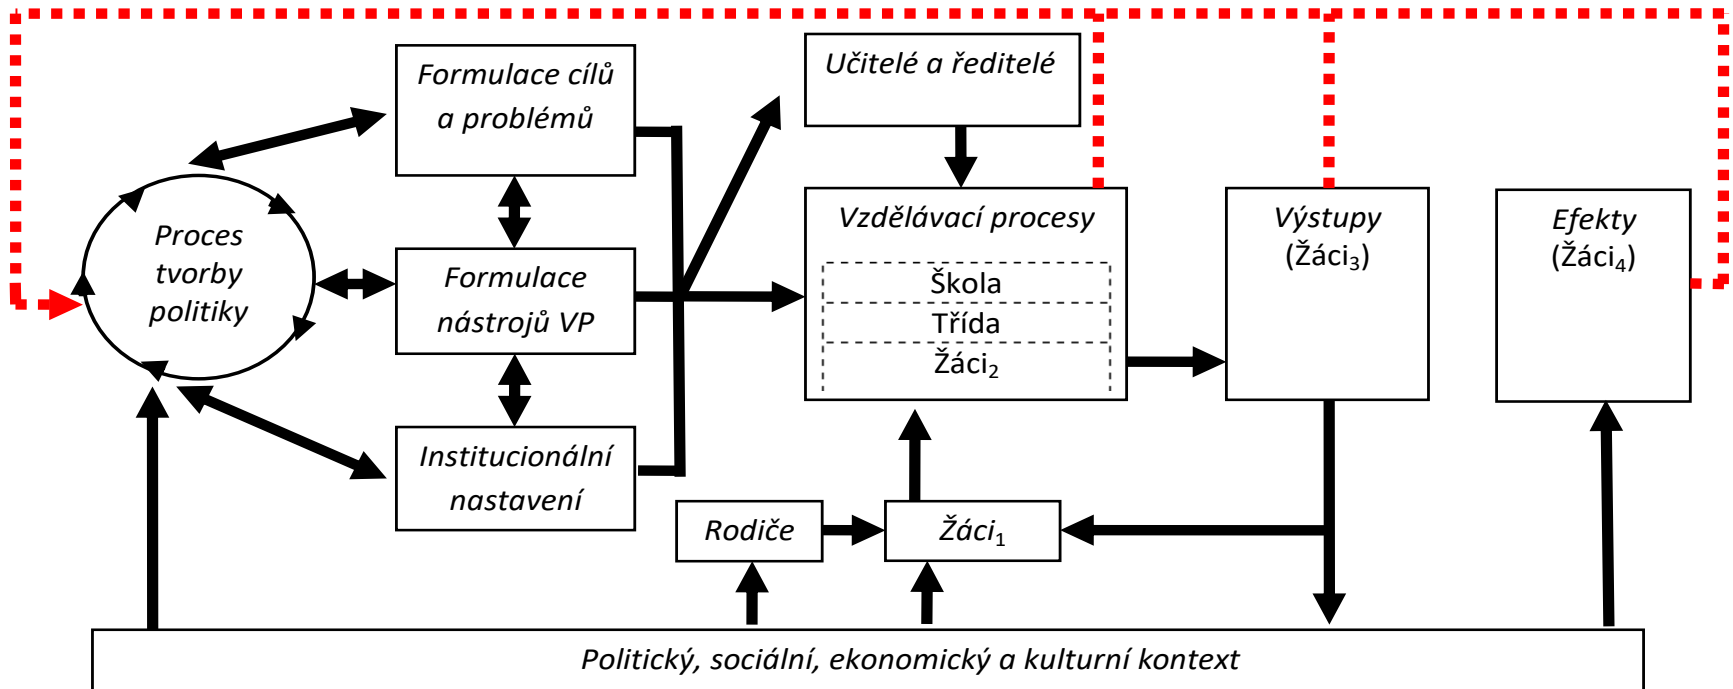 Formulace cílů
a problémů
Učitelé a ředitelé
Proces
tvorby
politiky
Formulace
nástrojů VP
Vzdělávací procesy
Škola
Třída
Žáci₂
Výstupy
(Žáci₃)
Efekty
(Žáci₄)
Institucionální
nastavení
Rodiče
Žáci₁
Politický, sociální, ekonomický a kulturní kontext